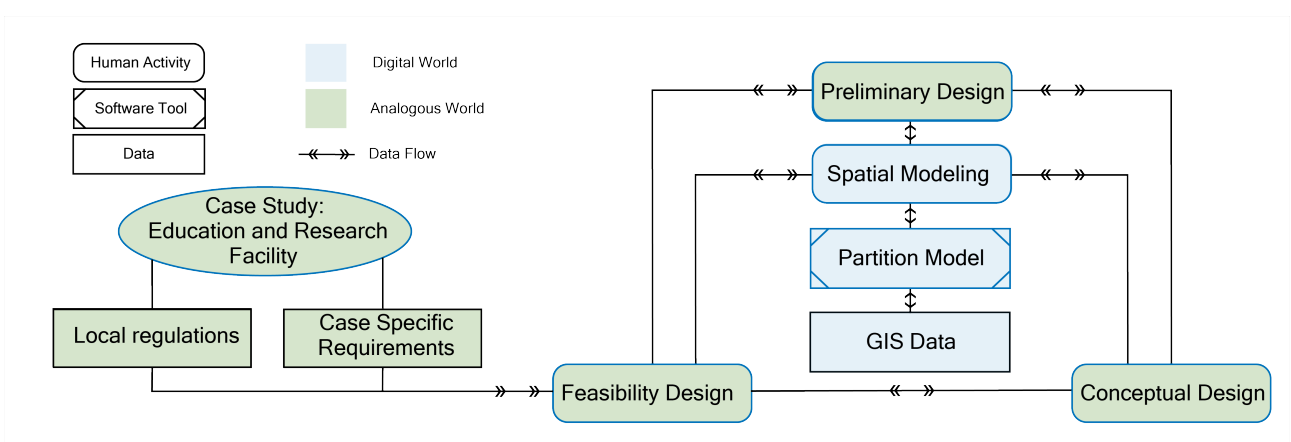 Human Activity
Digital World
Software Tool
Analogous World
Data
Data Flow
Case Study:
Education and Research
Facility
Local regulations
Case Specific
Requirements
Preliminary Design
Spatial Modeling
Partition Model
GIS Data
Feasibility Design
Conceptual Design